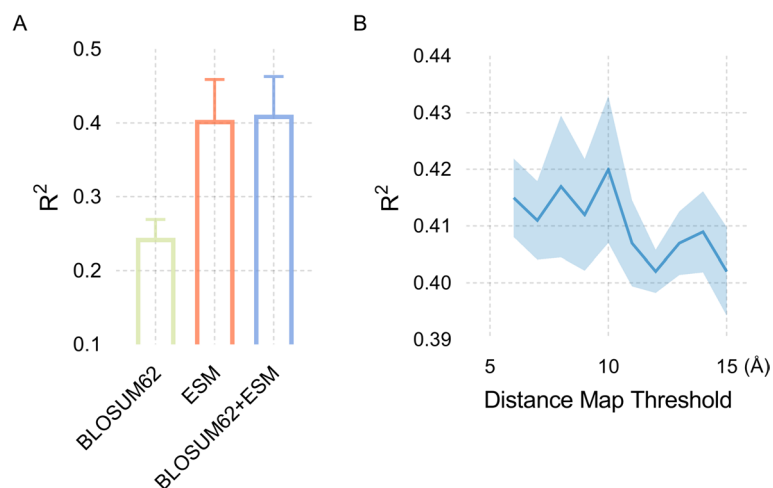 A
0.5
0.4
0.3
0.2
0.1
R²
BLOSUM62
ESM
BLOSUM62+ESM
B
0.44
0.43
0.42
0.41
0.40
0.39
R²
5
10
15 (Å)
Distance Map Threshold